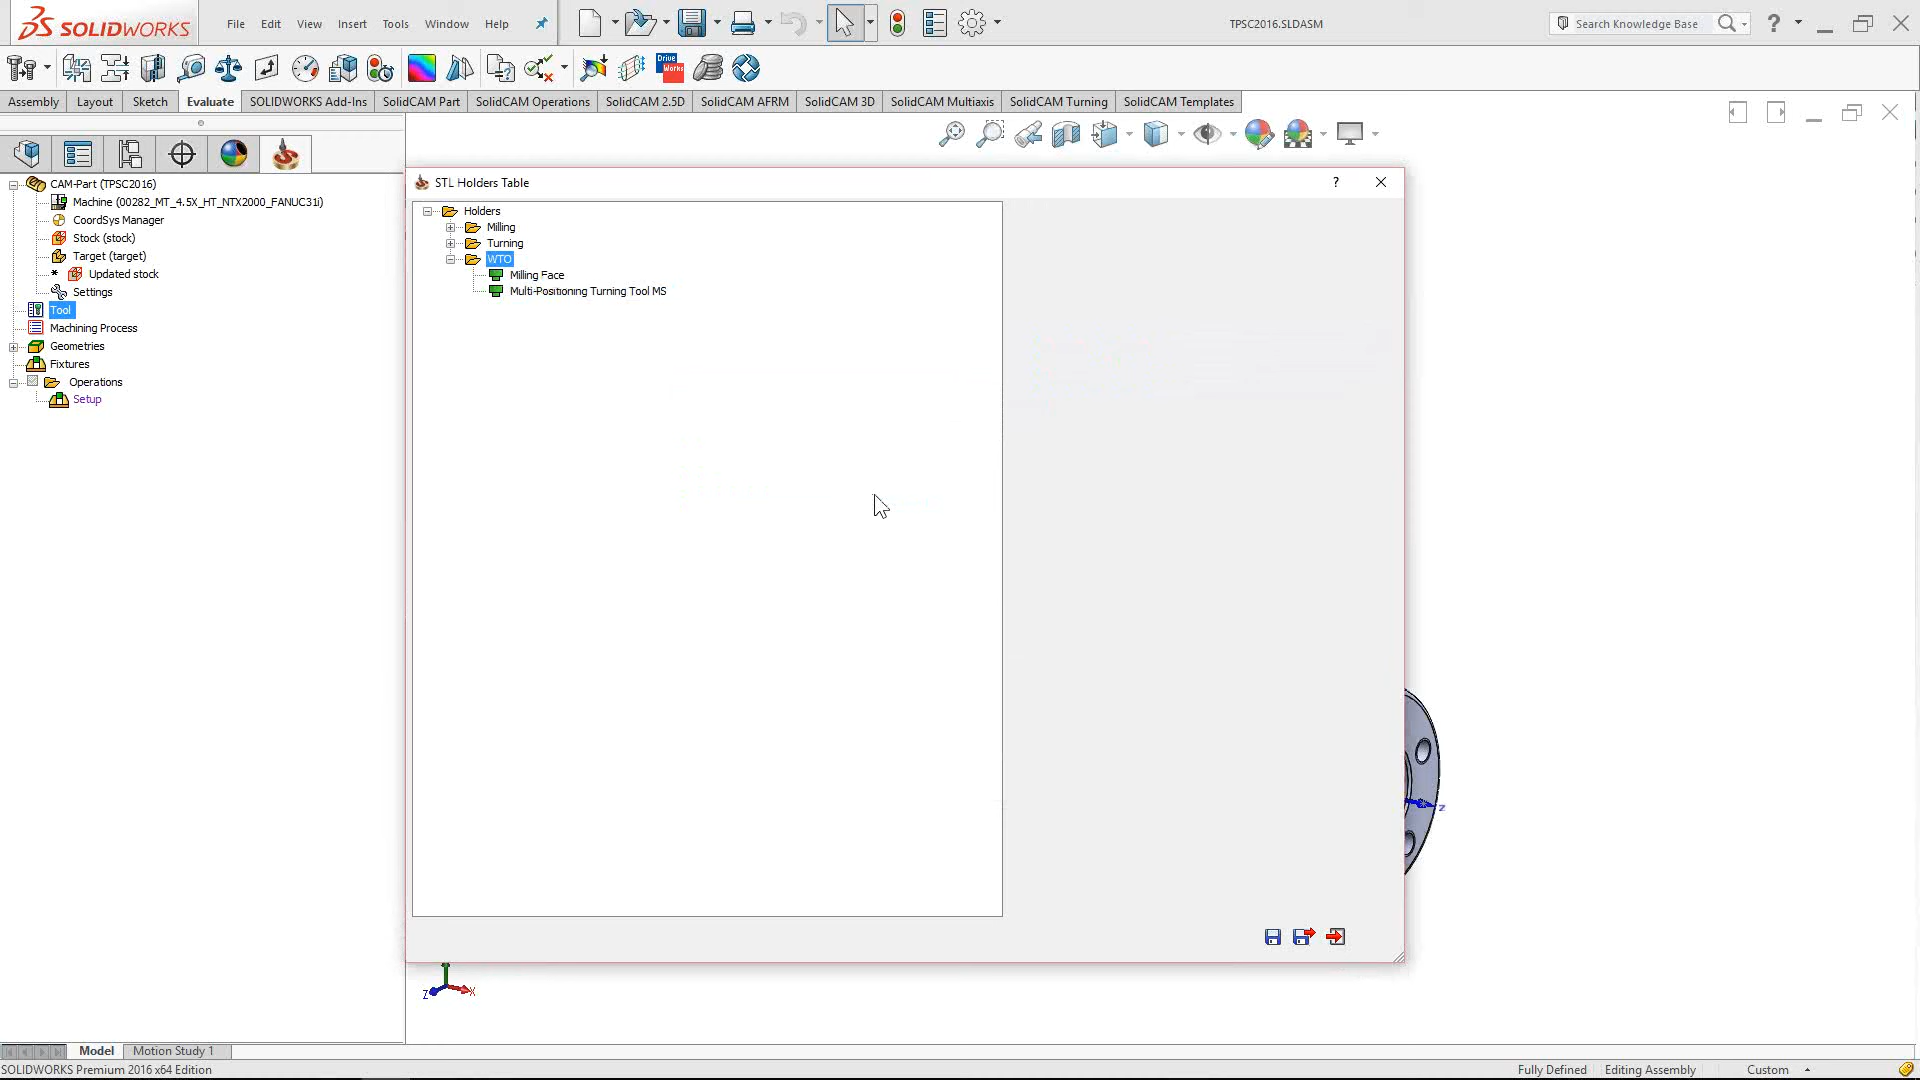 SOLIDWORKS File Edit View Insert Tools Window Help TPSC2016.SLDASM Search Knowledge Base ?
Drive Works
Assembly Layout Sketch Evaluate SOLIDWORKS Add-Ins SolidCAM Part SolidCAM Operations SolidCAM 2.5D SolidCAM AFRM SolidCAM 3D SolidCAM Multiaxis SolidCAM Turning SolidCAM Templates
CAM-Part (TPSC2016)
Machine (00282_MT_4.5X_HT_NTX2000_FANUC31i)
CoordSys Manager
Stock (stock)
Target (target)
* Updated stock
Settings
Tool
Machining Process
Geometries
Fixtures
Operations
Setup
STL Holders Table ?
Holders
Milling
Turning
WTO
Milling Face
Multi-Positioning Turning Tool MS
Z
Z X
Model Motion Study 1
SOLIDWORKS Premium 2016 x64 Edition Fully Defined Editing Assembly Custom